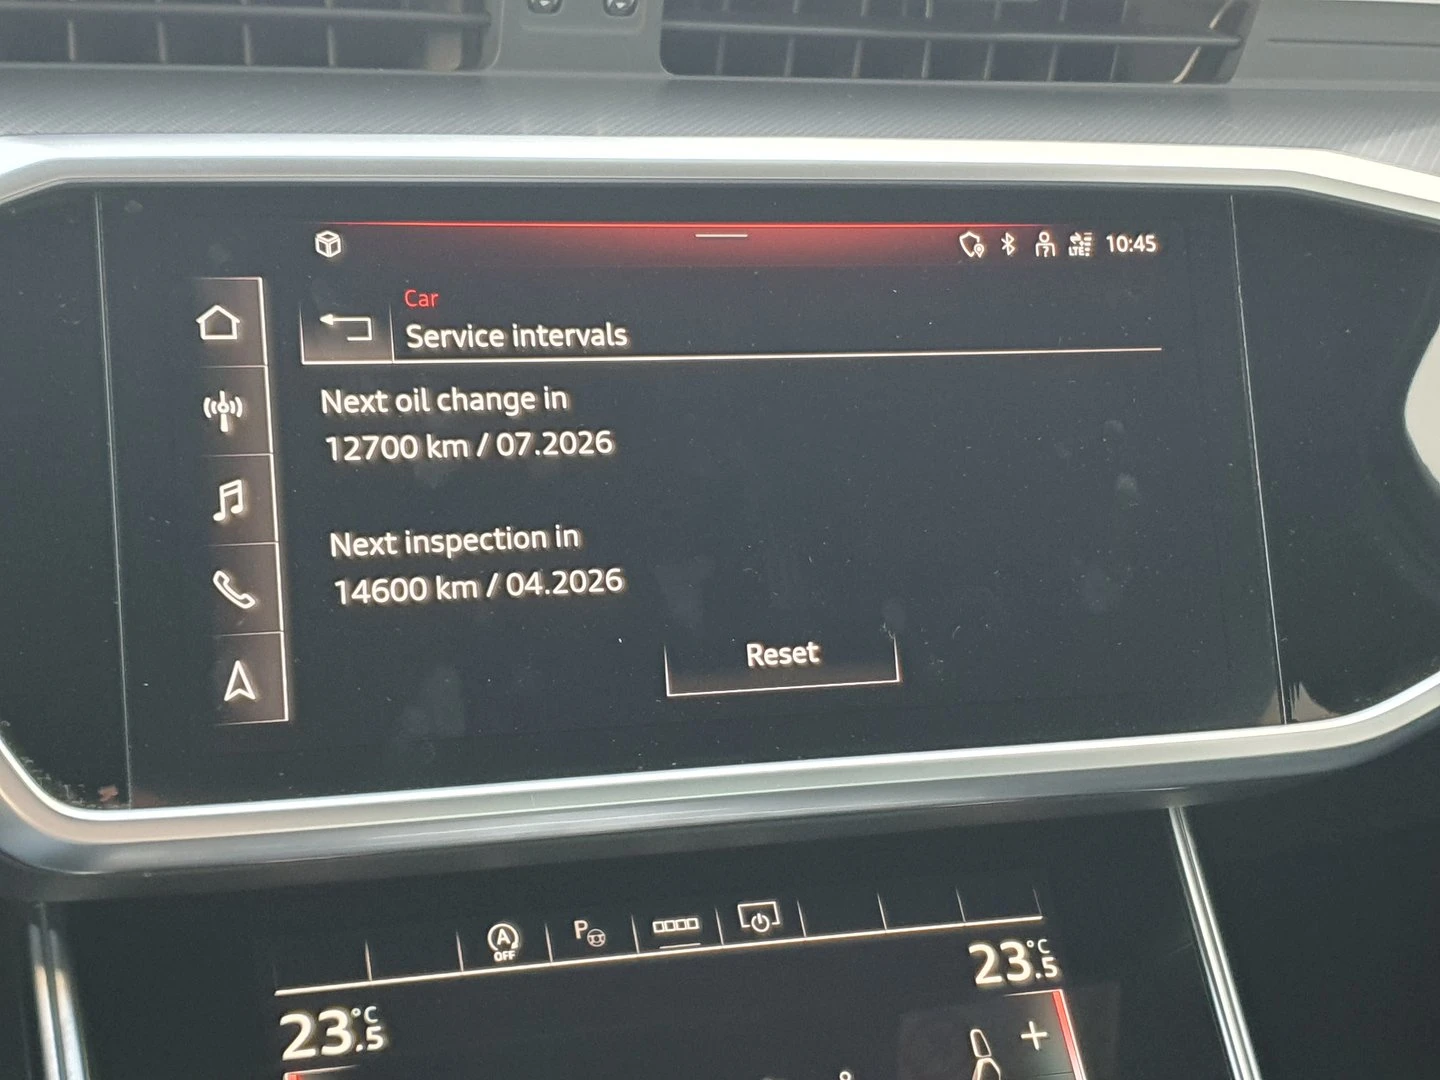 LTE
10:45
Car
Service intervals
Next oil change in
12700 km / 07.2026
Next inspection in
14600 km / 04.2026
Reset
A
OFF
P
23.5 °C
23.5 °C